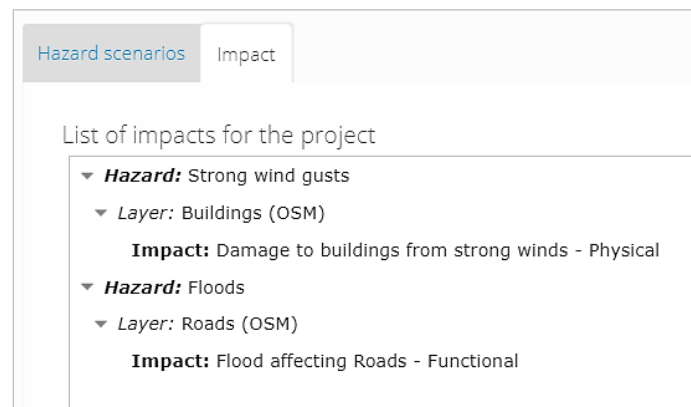 Hazard scenarios
Impact
List of impacts for the project
Hazard: Strong wind gusts
Layer: Buildings (OSM)
Impact: Damage to buildings from strong winds - Physical
Hazard: Floods
Layer: Roads (OSM)
Impact: Flood affecting Roads - Functional